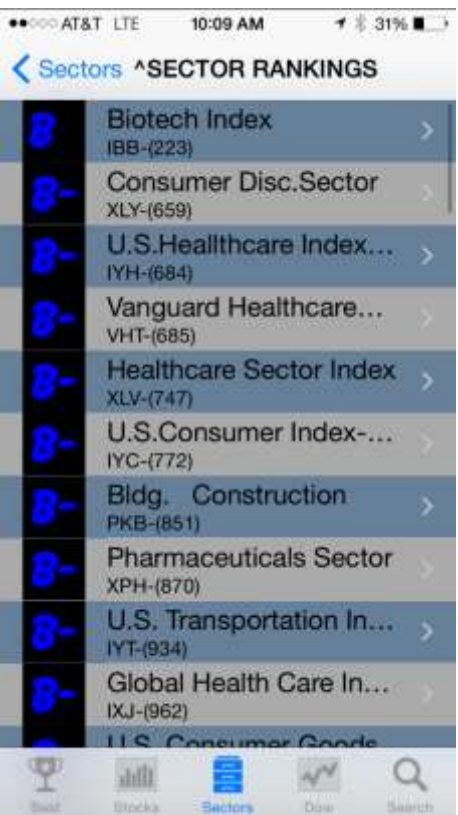 AT&T LTE 10:09 AM 31%
Sectors ^SECTOR RANKINGS
B Biotech Index
IBB-(223)
B- Consumer Disc.Sector
XLY-(659)
B- U.S.Heallthcare Index...
IYH-(684)
B- Vanguard Healthcare...
VHT-(685)
B- Healthcare Sector Index
XLV-(747)
B- U.S.Consumer Index-...
IYC-(772)
B- Bldg. Construction
PKB-(851)
B- Pharmaceuticals Sector
XPH-(870)
B- U.S. Transportation In...
IYT-(934)
B- Global Health Care In...
IXJ-(962)
B- U.S. Consumer Goods
Best Stocks Sectors Dow Search